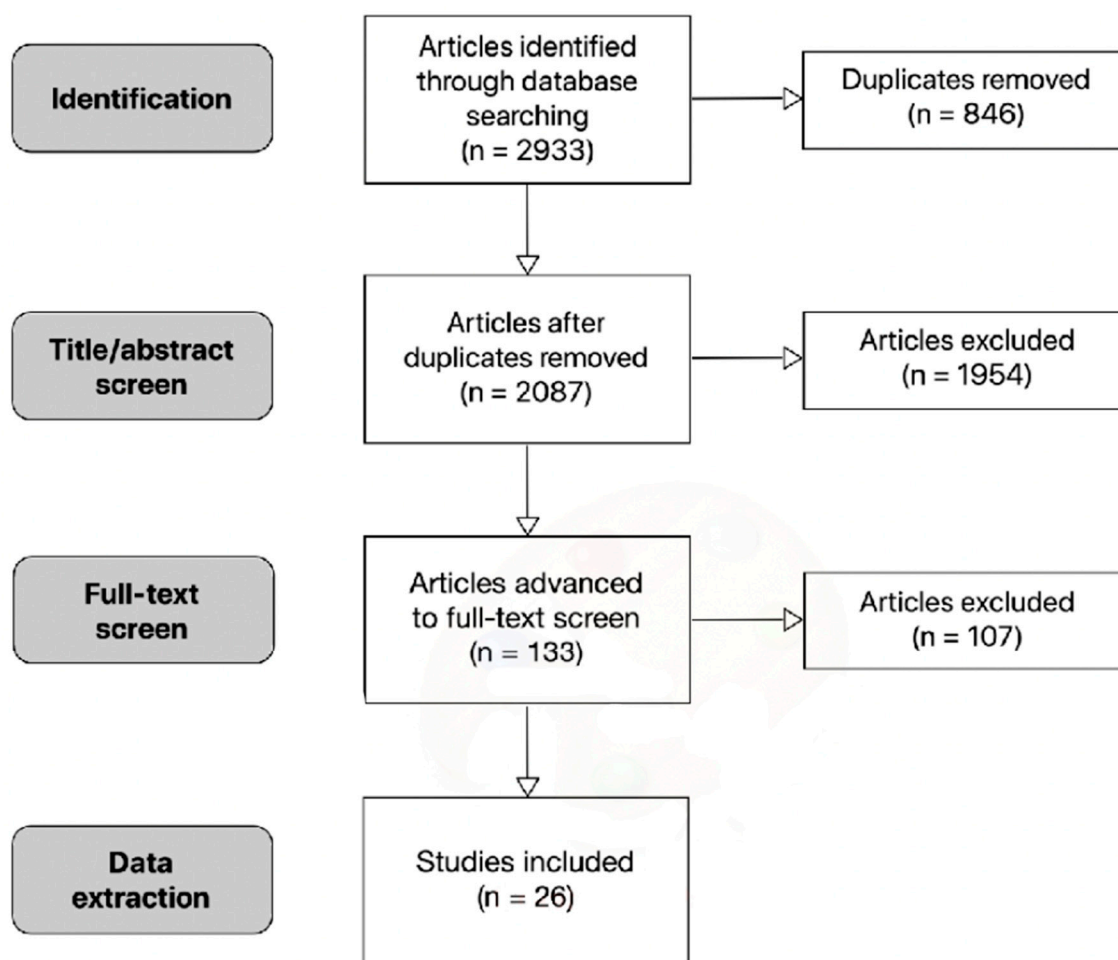 Identification
Articles identified
through database
searching
(n = 2933)
Duplicates removed
(n = 846)
Title/abstract
screen
Articles after
duplicates removed
(n = 2087)
Articles excluded
(n = 1954)
Full-text
screen
Articles advanced
to full-text screen
(n = 133)
Articles excluded
(n = 107)
Data
extraction
Studies included
(n = 26)